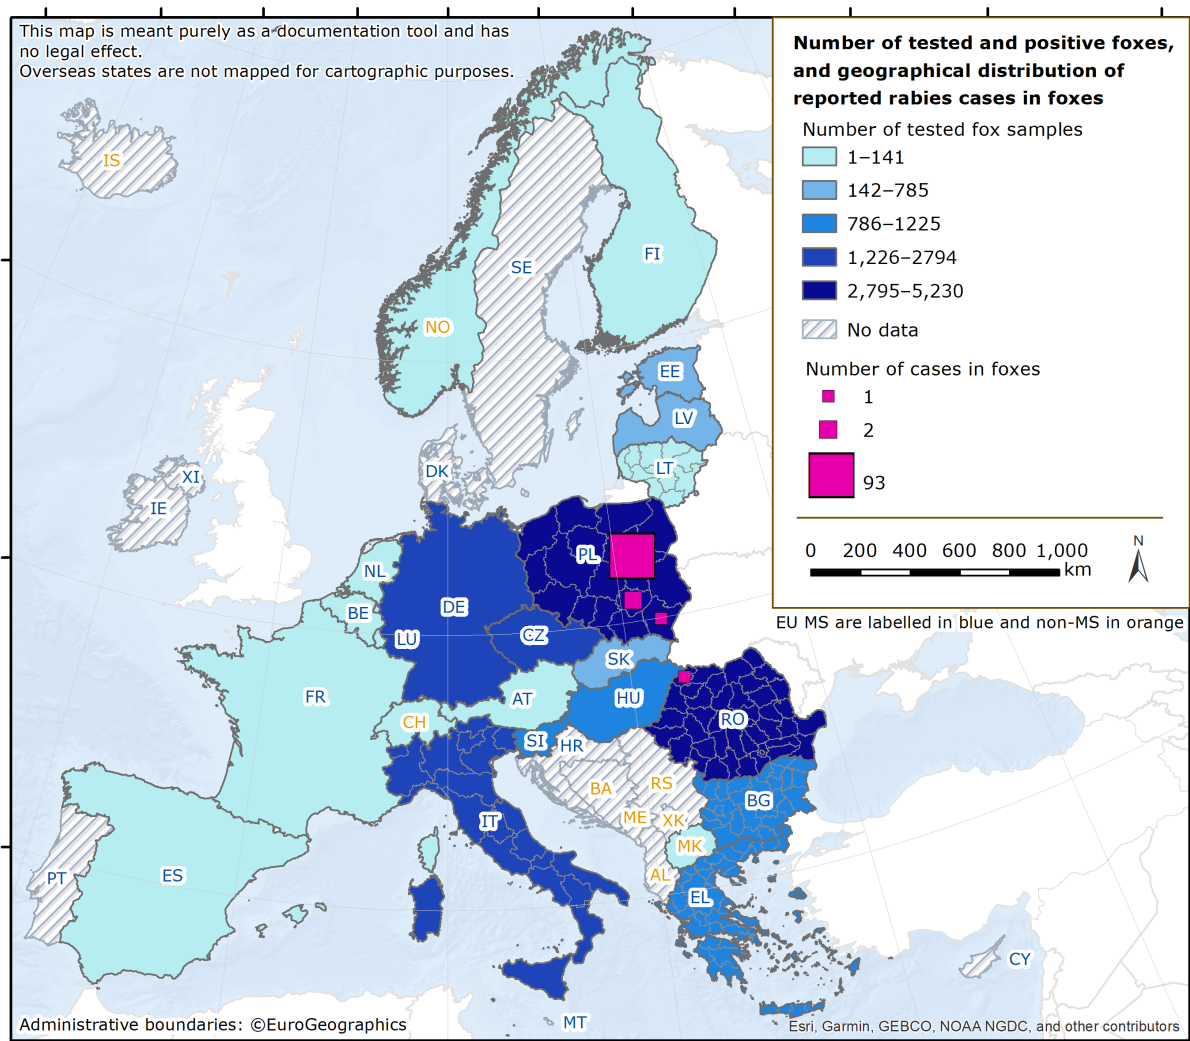 This map is meant purely as a documentation tool and has
no legal effect.
Overseas states are not mapped for cartographic purposes.
Number of tested and positive foxes,
and geographical distribution of
reported rabies cases in foxes
Number of tested fox samples
1–141
142–785
786–1225
1,226–2794
2,795–5,230
No data
Number of cases in foxes
1
2
93
0 200 400 600 800 1,000
km
N
EU MS are labelled in blue and non-MS in orange
IS
SE
FI
NO
EE
LV
LT
DK
XI
IE
PL
NL
BE
DE
LU
CZ
SK
FR
AT
HU
CH
RO
SI
HR
BA
RS
BG
ME
XK
IT
MK
AL
PT
ES
EL
CY
MT
Administrative boundaries: ©EuroGeographics
Esri, Garmin, GEBCO, NOAA NGDC, and other contributors